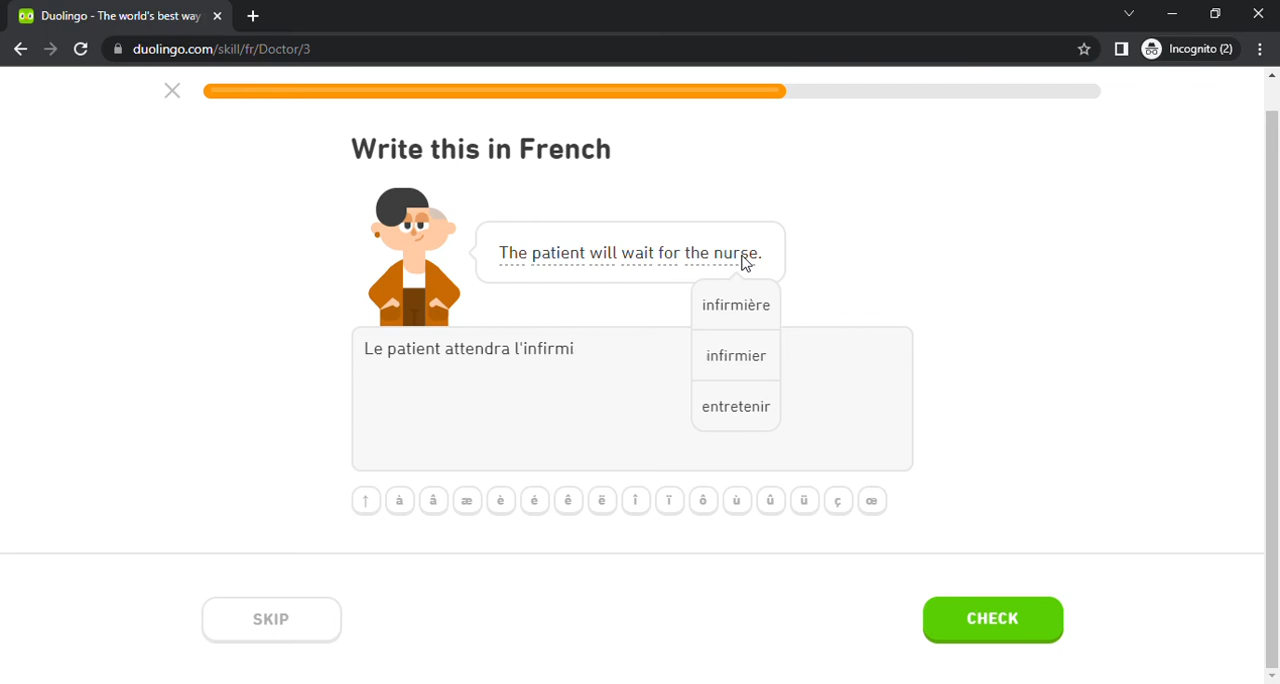 Duolingo - The world's best way
duolingo.com/skill/fr/Doctor/3
Incognito (2)
Write this in French
The patient will wait for the nurse.
infirmière
infirmier
entretenir
Le patient attendra l'infirmi
↑ à â æ è é ê ë î ï ô ù û ü ç œ
SKIP
CHECK